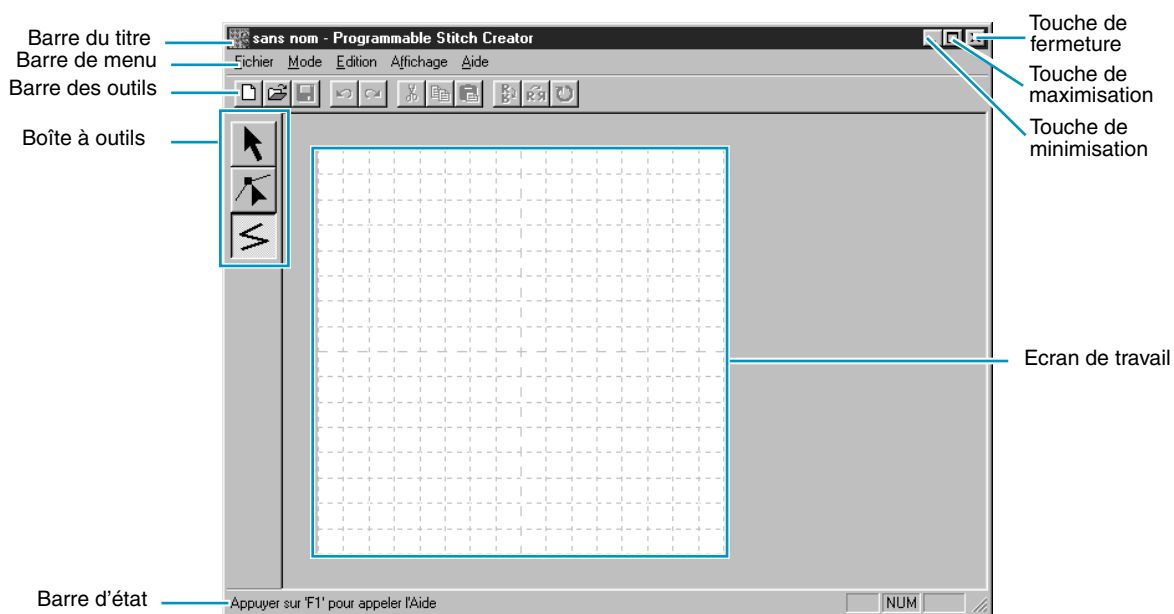 Barre du titre
Barre de menu
Barre des outils
Boîte à outils
Barre d'état
sans nom - Programmable Stitch Creator
Fichier Mode Edition Affichage Aide
Appuyer sur 'F1' pour appeler l'Aide
NUM
Touche de
fermeture
Touche de
maximisation
Touche de
minimisation
Ecran de travail